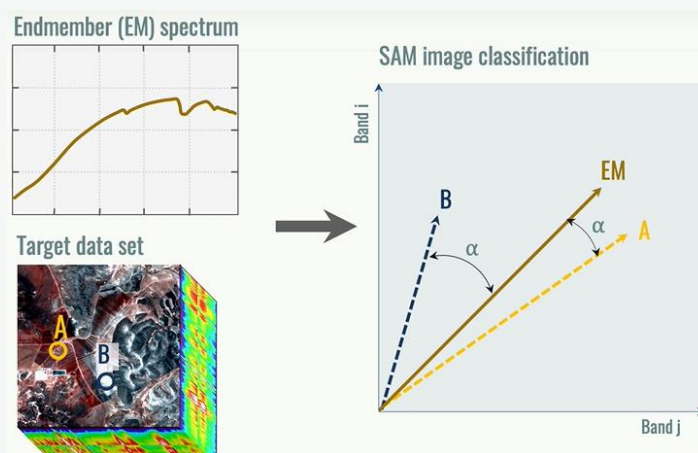 Endmember (EM) spectrum
SAM image classification
Band i
EM
B
α
α
A
Target data set
A
B
Band j